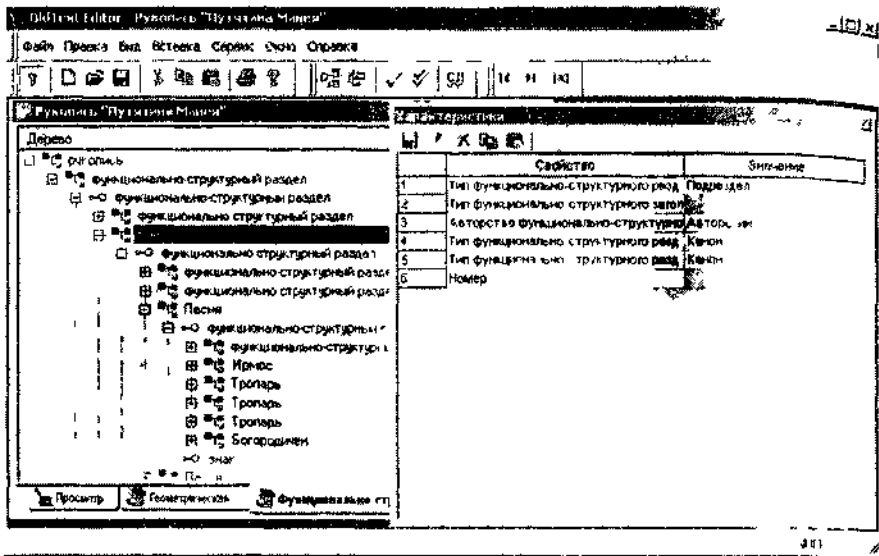 OldText Editor - Рукопись "Путятина Минея"
Файл Правка Вид Вставка Сервис Окно Справка
Рукопись "Путятина Минея"
Дерево
рукопись
функционально-структурный раздел
функционально-структурный раздел
функционально структурный раздел
функционально структурный раздел
функционально-структурный разде
функционально-структурный разде
Песня
функционально-структурный
функционально-структурн
Ирмос
Тропарь
Тропарь
Тропарь
Богородичен
знак
Просмотр Геометрическая Функционально стр
Свойство Значение
1 Тип функционально-структурного разд Подраздел
2 Тип функционально-структурного загол
3 Авторство функционально-структурно
4 Тип функционально структурного разд Канон
5 Тип функционально структурного разд Канон
6 Номер